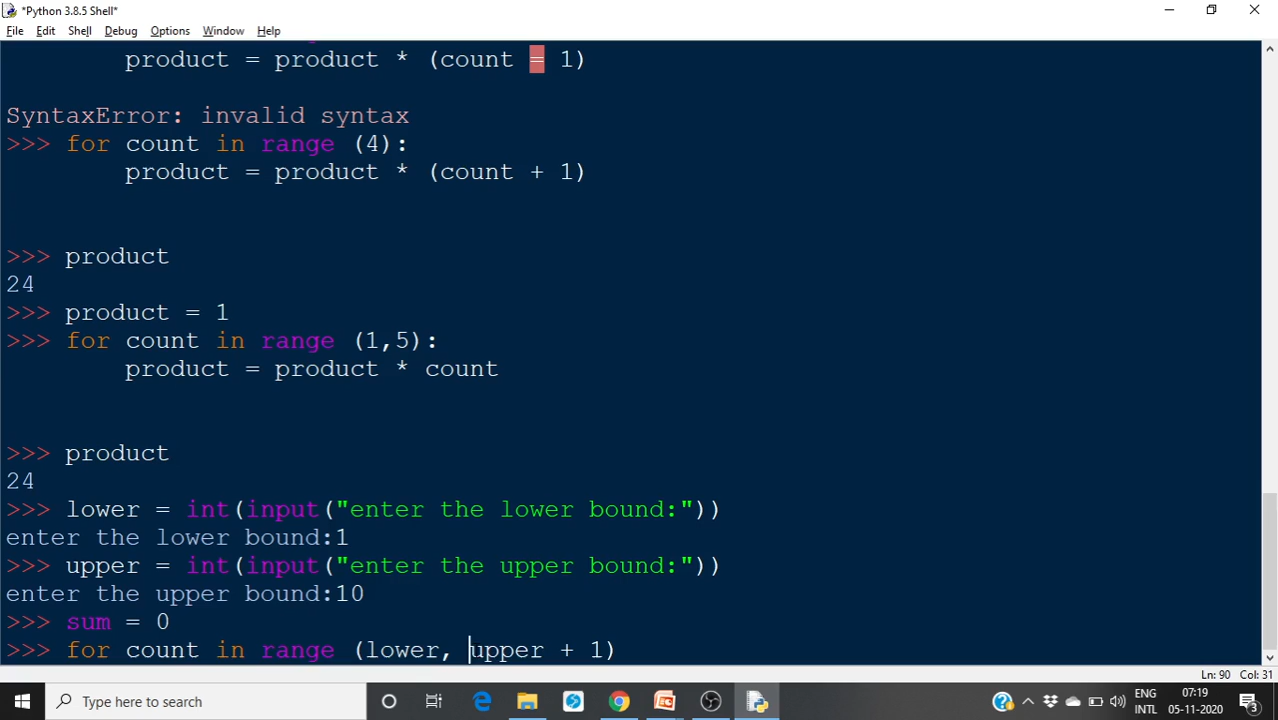 *Python 3.8.5 Shell*
File Edit Shell Debug Options Window Help
product = product * (count = 1)
SyntaxError: invalid syntax
>>> for count in range (4):
product = product * (count + 1)
>>> product
24
>>> product = 1
>>> for count in range (1,5):
product = product * count
>>> product
24
>>> lower = int(input("enter the lower bound:"))
enter the lower bound:1
>>> upper = int(input("enter the upper bound:"))
enter the upper bound:10
>>> sum = 0
>>> for count in range (lower, upper + 1)
Ln: 90 Col: 31
Type here to search
ENG
INTL
07:19
05-11-2020
3